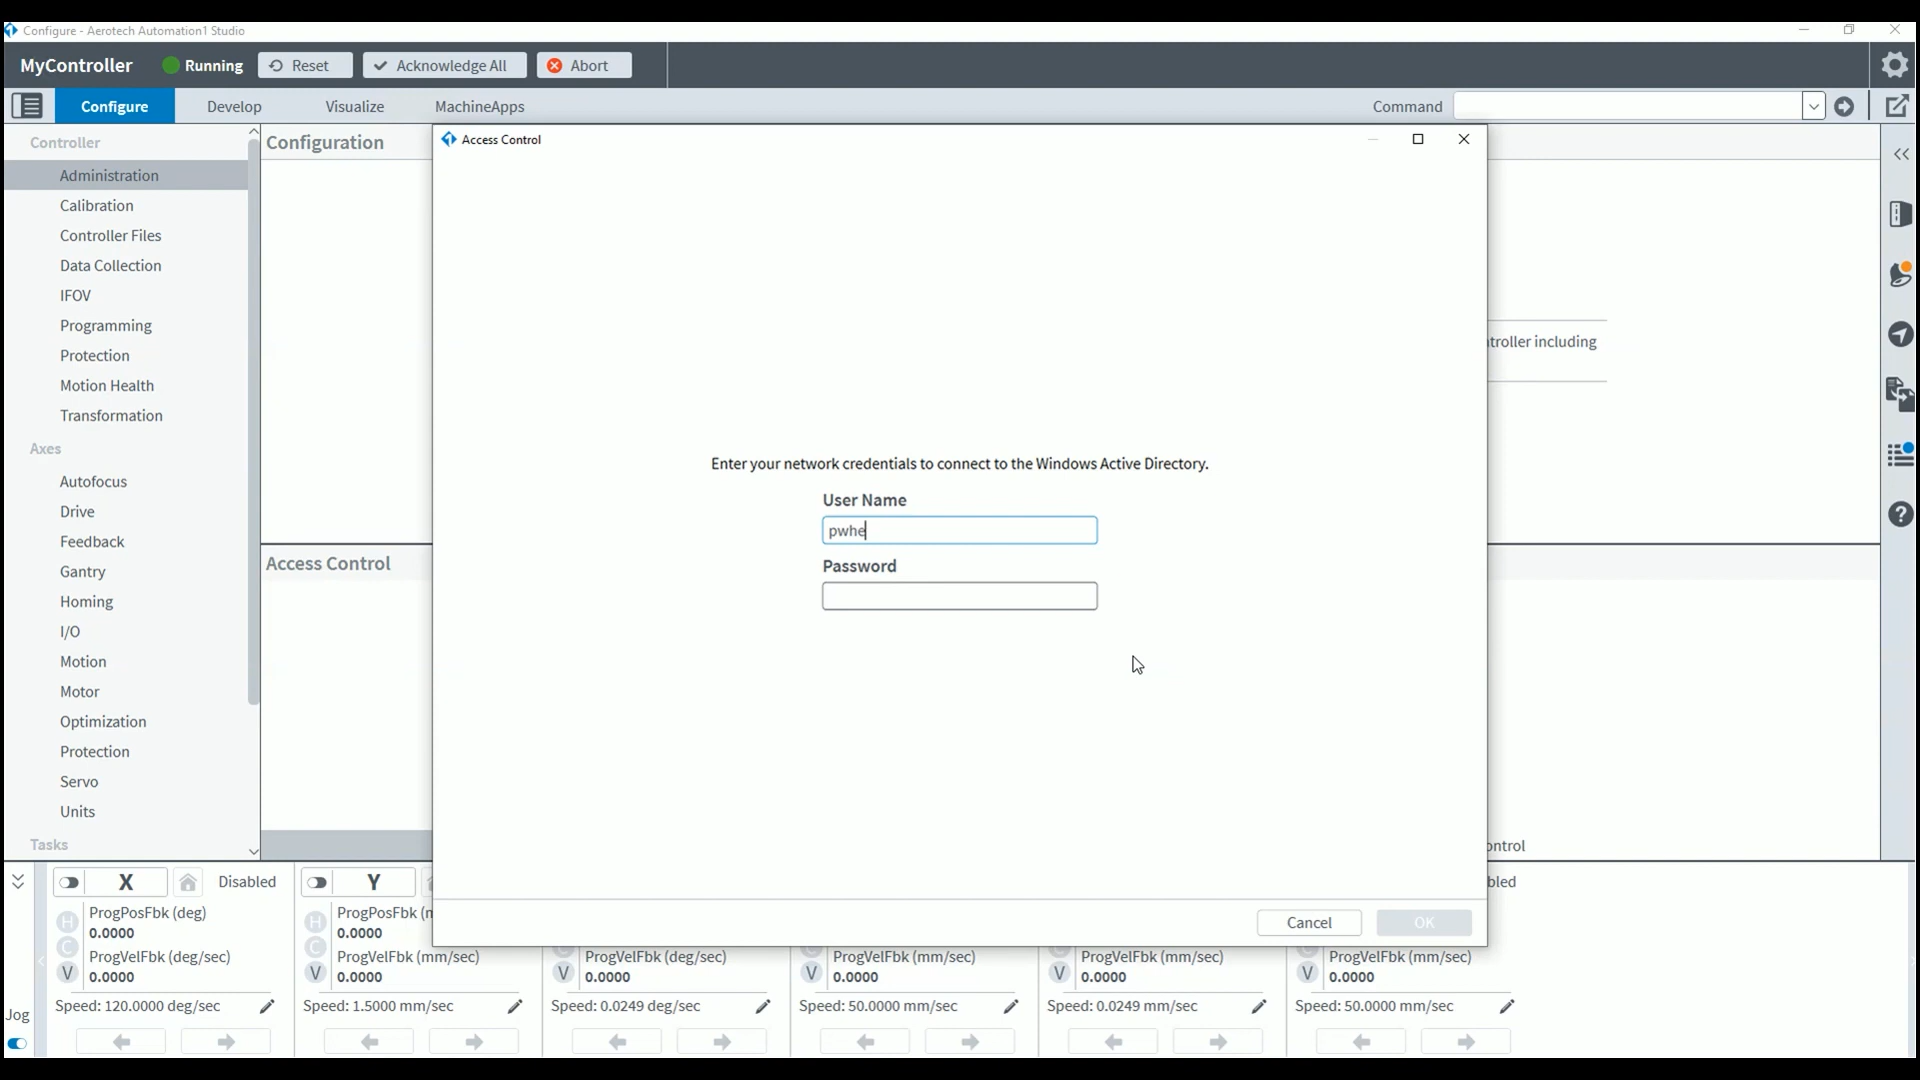 Configure - Aerotech Automation1 Studio
MyController Running Reset Acknowledge All Abort
Configure Develop Visualize MachineApps Command
Controller
Administration
Calibration
Controller Files
Data Collection
IFOV
Programming
Protection
Motion Health
Transformation
Axes
Autofocus
Drive
Feedback
Gantry
Homing
I/O
Motion
Motor
Optimization
Protection
Servo
Units
Tasks
Configuration
Access Control
Access Control
Enter your network credentials to connect to the Windows Active Directory.
User Name
pwhe
Password
Cancel OK
troller including
ontrol
Jog
X Disabled
H ProgPosFbk (deg)
0.0000
C
ProgVelFbk (deg/sec)
V 0.0000
Speed: 120.0000 deg/sec
Y
H ProgPosFbk (
0.0000
C
ProgVelFbk (mm/sec)
V 0.0000
Speed: 1.5000 mm/sec
ProgVelFbk (deg/sec)
V 0.0000
Speed: 0.0249 deg/sec
ProgVelFbk (mm/sec)
V 0.0000
Speed: 50.0000 mm/sec
ProgVelFbk (mm/sec)
V 0.0000
Speed: 0.0249 mm/sec
bled
ProgVelFbk (mm/sec)
V 0.0000
Speed: 50.0000 mm/sec